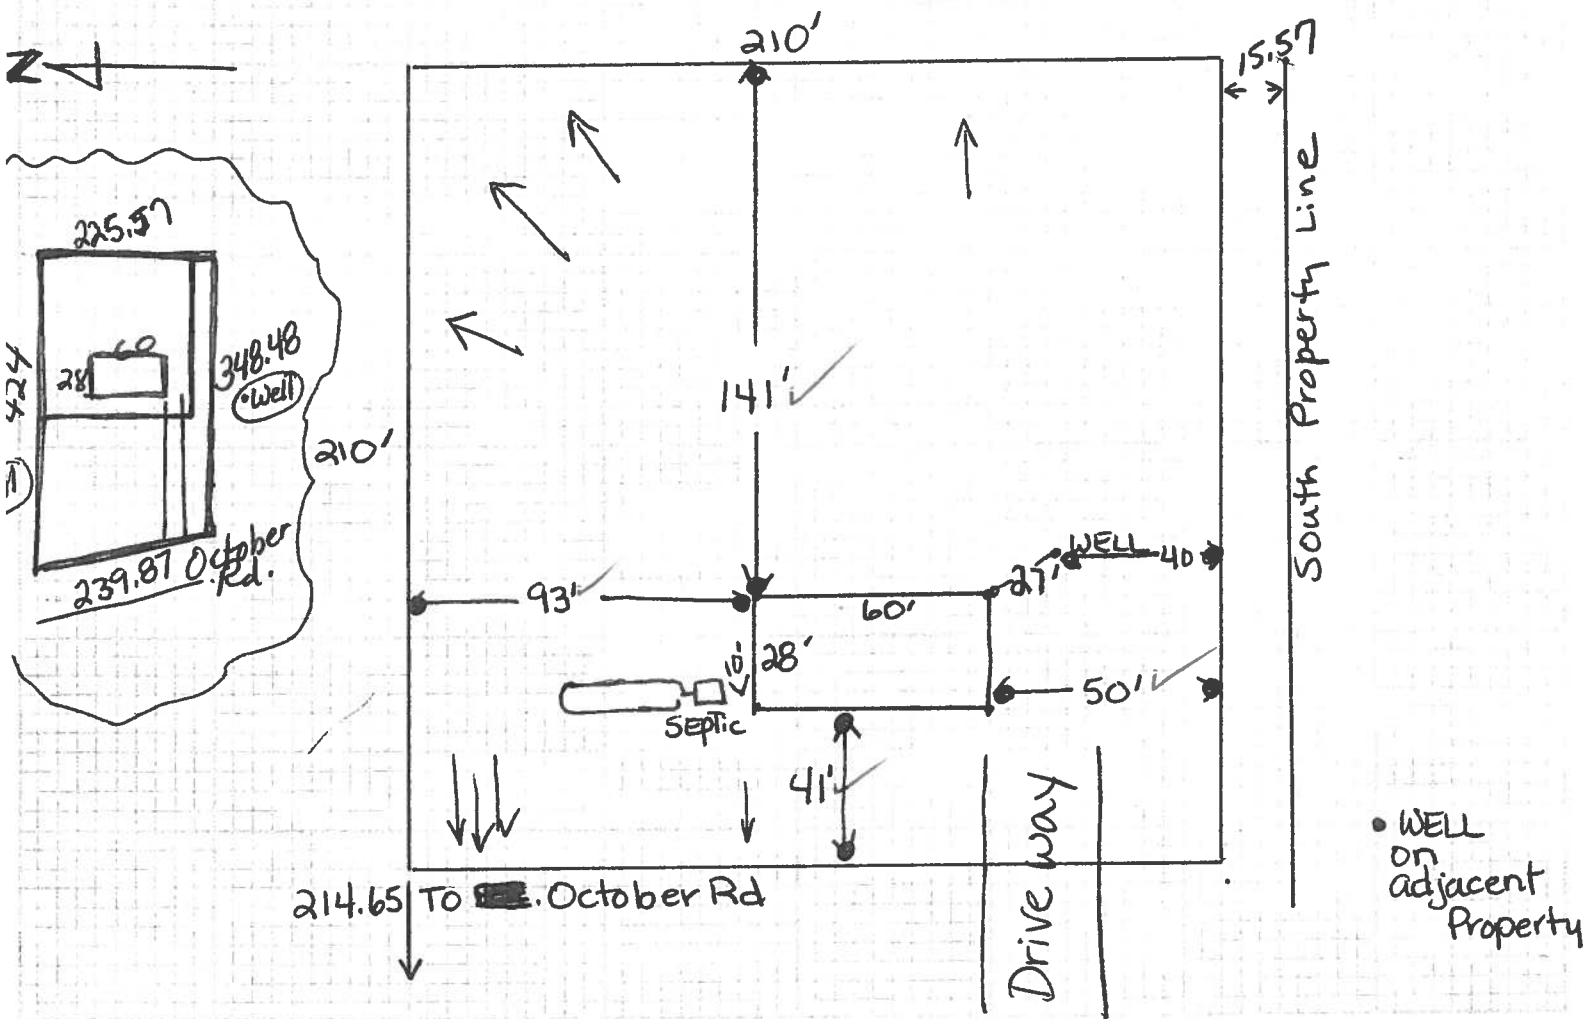 210'
15.57
N
South Property Line
225.57
60
28
348.48
•Well
424
210'
141'
239.87 October
Rd.
93'
WELL
40
27'
60'
28'
10'
50'
Septic
41'
Drive way
214.65 To
. October Rd
• WELL
on
adjacent
Property